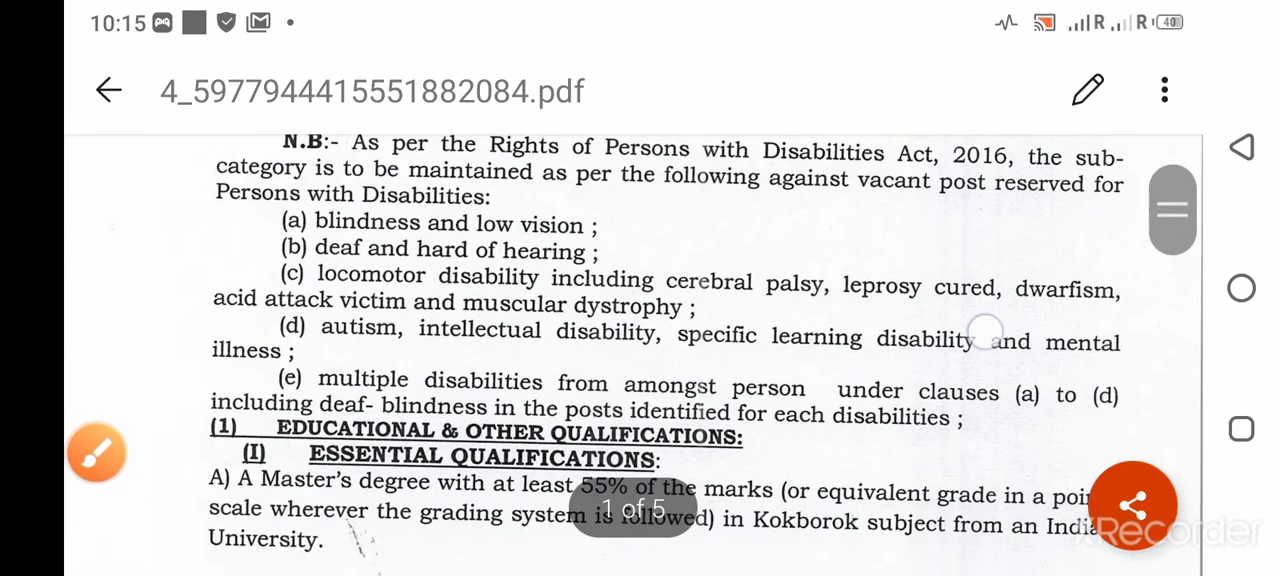 10:15
R R 40
4_5977944415551882084.pdf
N.B:- As per the Rights of Persons with Disabilities Act, 2016, the sub-
category is to be maintained as per the following against vacant post reserved for
Persons with Disabilities:
(a) blindness and low vision ;
(b) deaf and hard of hearing ;
(c) locomotor disability including cerebral palsy, leprosy cured, dwarfism,
acid attack victim and muscular dystrophy ;
(d) autism, intellectual disability, specific learning disability and mental
illness ;
(e) multiple disabilities from amongst person under clauses (a) to (d)
including deaf- blindness in the posts identified for each disabilities ;
(1) EDUCATIONAL & OTHER QUALIFICATIONS:
(I) ESSENTIAL QUALIFICATIONS:
A) A Master's degree with at least 55% of the marks (or equivalent grade in a
scale wherever the grading system is followed) in Kokborok subject from an
University.
1 of 5
XRecorder